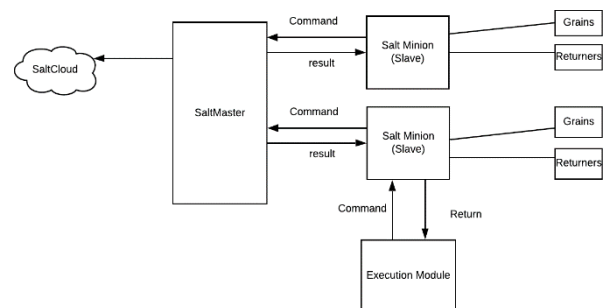 Command
Grains
Salt Minion
(Slave)
SaltCloud
result
Returners
SaltMaster
Command
Grains
Salt Minion
(Slave)
result
Returners
Command
Return
Execution Module